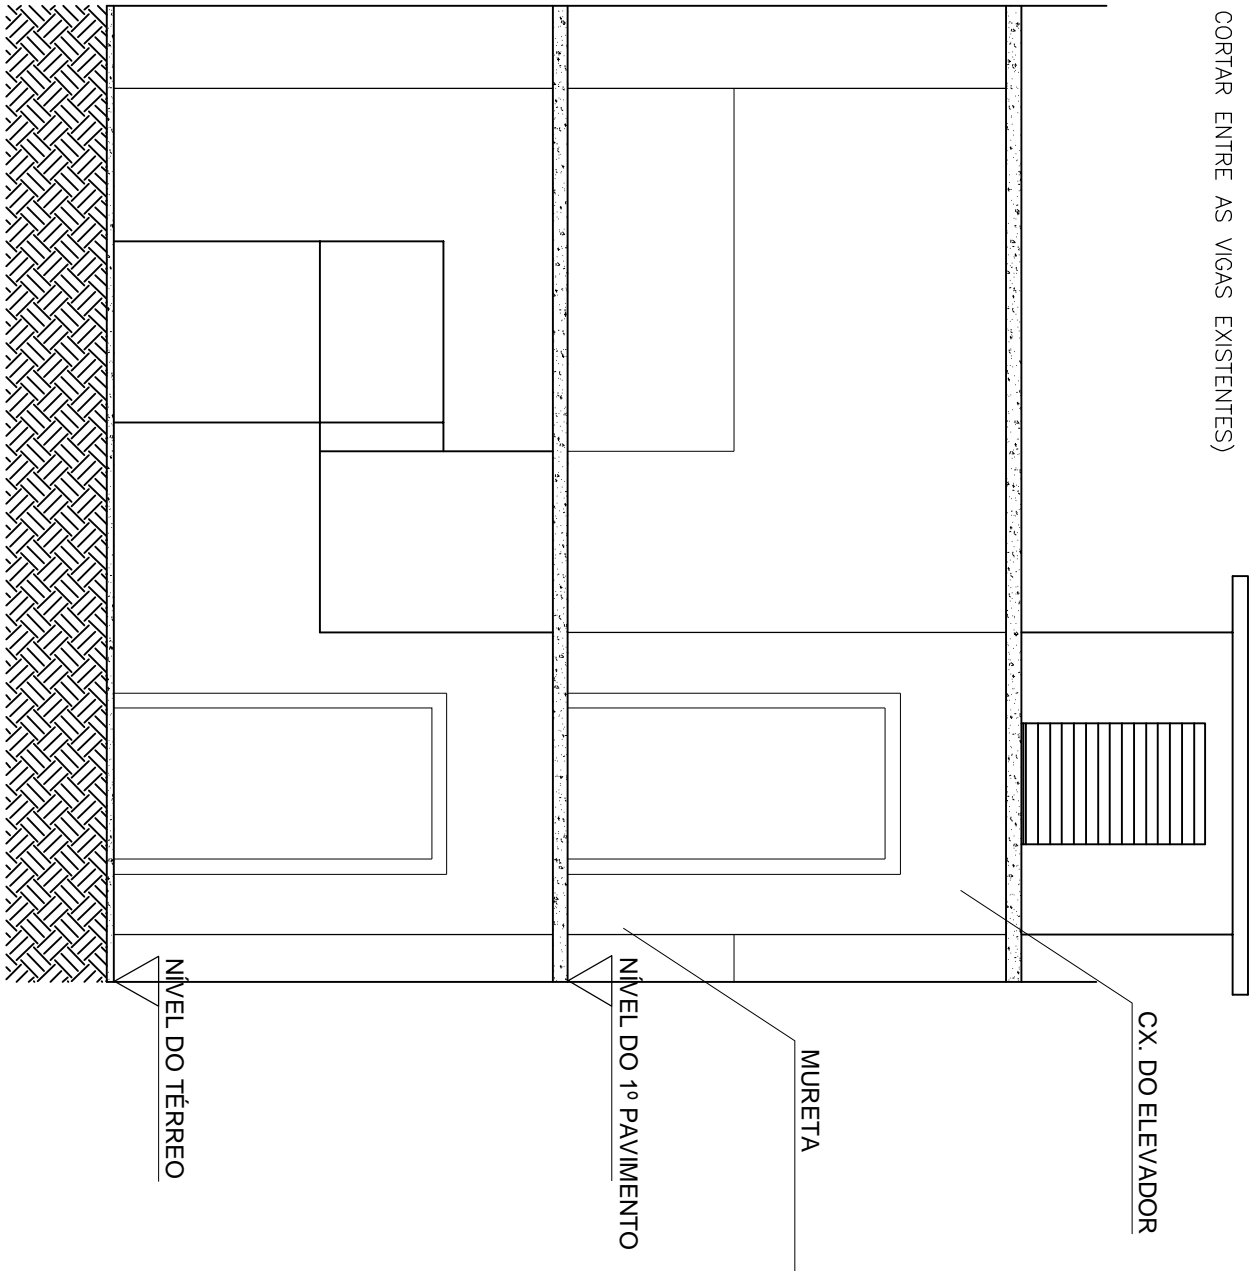 CORTAR ENTRE AS VIGAS EXISTENTES)
CX. DO ELEVADOR
MURETA
NÍVEL DO 1º PAVIMENTO
NÍVEL DO TÉRREO